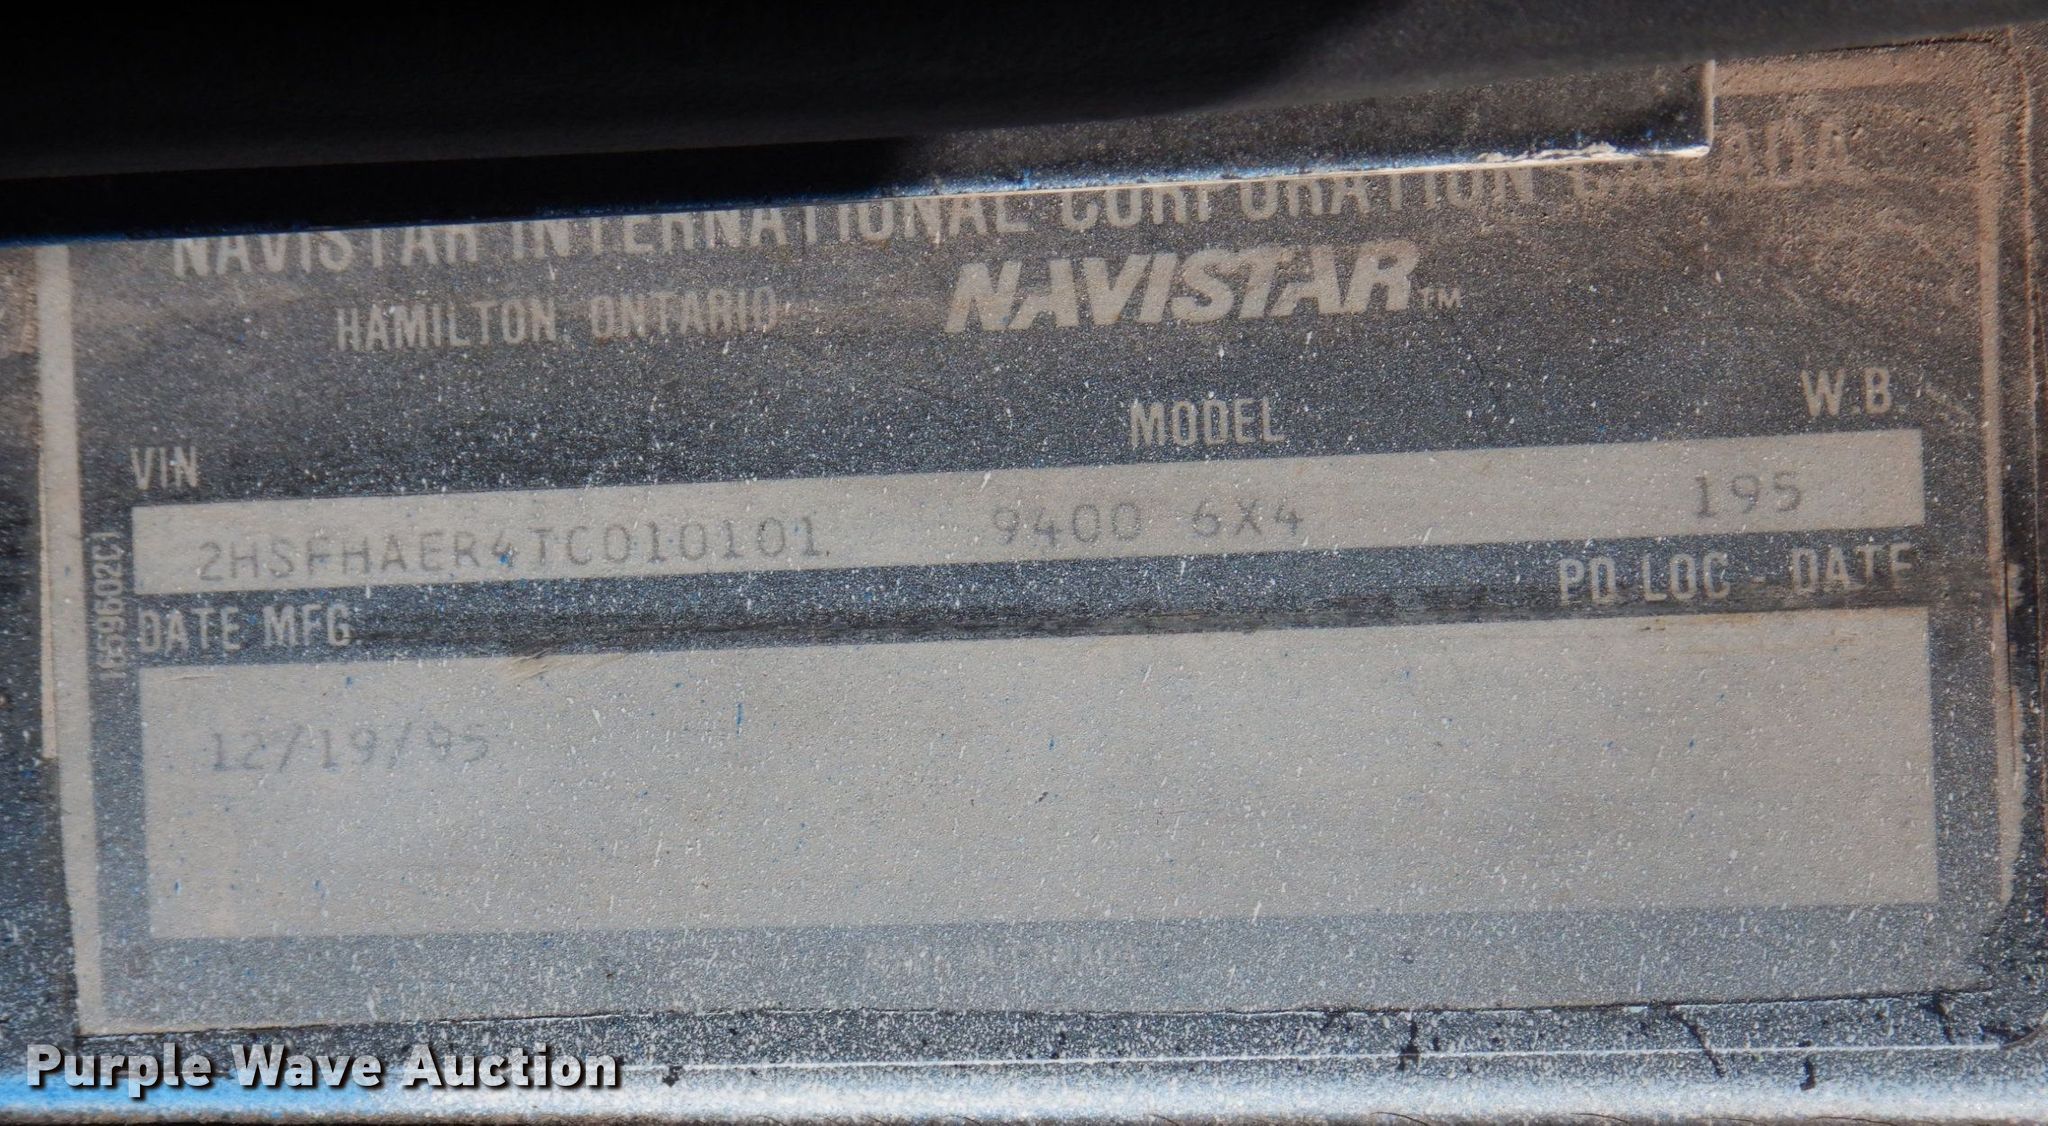 NAVISTAR INTERNATIONAL CORPORATION CANADA
HAMILTON, ONTARIO
NAVISTAR™
VIN MODEL W.B.
2HSFHAER4TC010101 9400 6X4 195
DATE MFG PD LOC - DATE
12/19/95
Purple Wave Auction